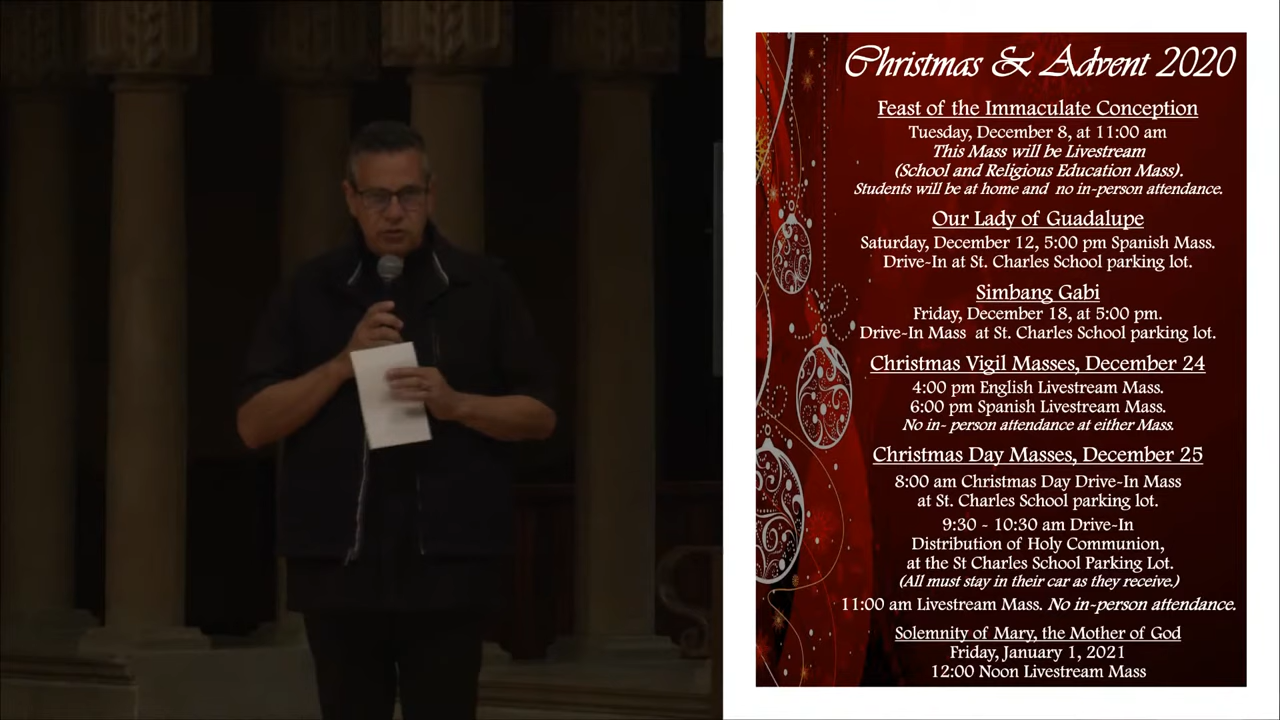 Christmas & Advent 2020
Feast of the Immaculate Conception
Tuesday, December 8, at 11:00 am
This Mass will be Livestream
(School and Religious Education Mass).
Students will be at home and no in-person attendance.
Our Lady of Guadalupe
Saturday, December 12, 5:00 pm Spanish Mass.
Drive-In at St. Charles School parking lot.
Simbang Gabi
Friday, December 18, at 5:00 pm.
Drive-In Mass at St. Charles School parking lot.
Christmas Vigil Masses, December 24
4:00 pm English Livestream Mass.
6:00 pm Spanish Livestream Mass.
No in- person attendance at either Mass.
Christmas Day Masses, December 25
8:00 am Christmas Day Drive-In Mass
at St. Charles School parking lot.
9:30 - 10:30 am Drive-In
Distribution of Holy Communion,
at the St Charles School Parking Lot.
(All must stay in their car as they receive.)
11:00 am Livestream Mass. No in-person attendance.
Solemnity of Mary, the Mother of God
Friday, January 1, 2021
12:00 Noon Livestream Mass